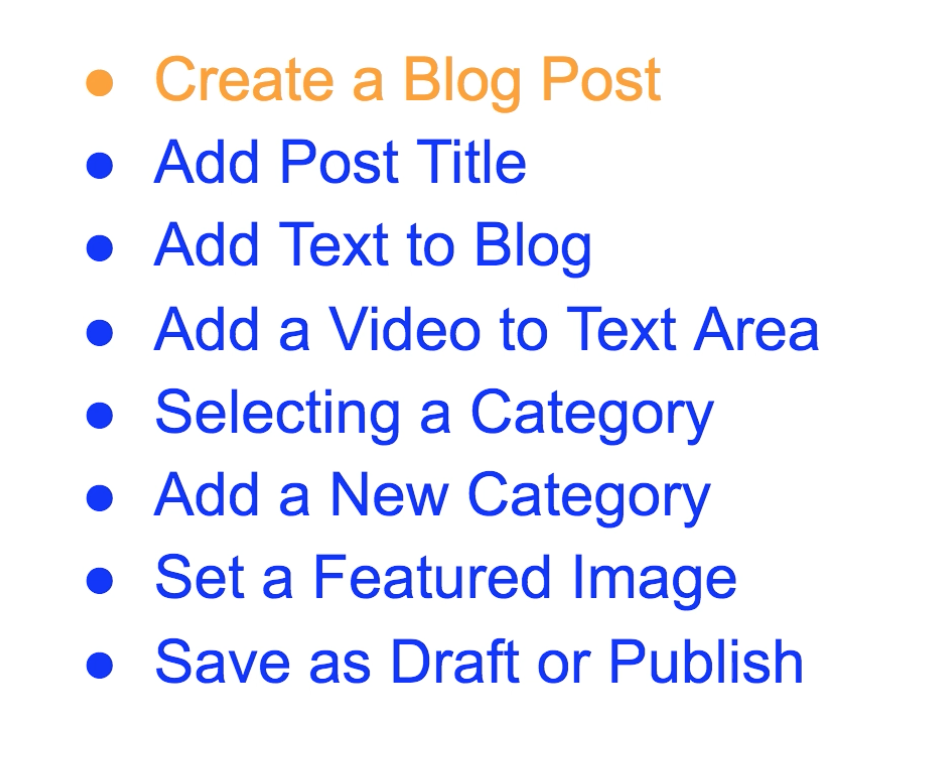 ● Create a Blog Post
● Add Post Title
● Add Text to Blog
● Add a Video to Text Area
● Selecting a Category
● Add a New Category
● Set a Featured Image
● Save as Draft or Publish